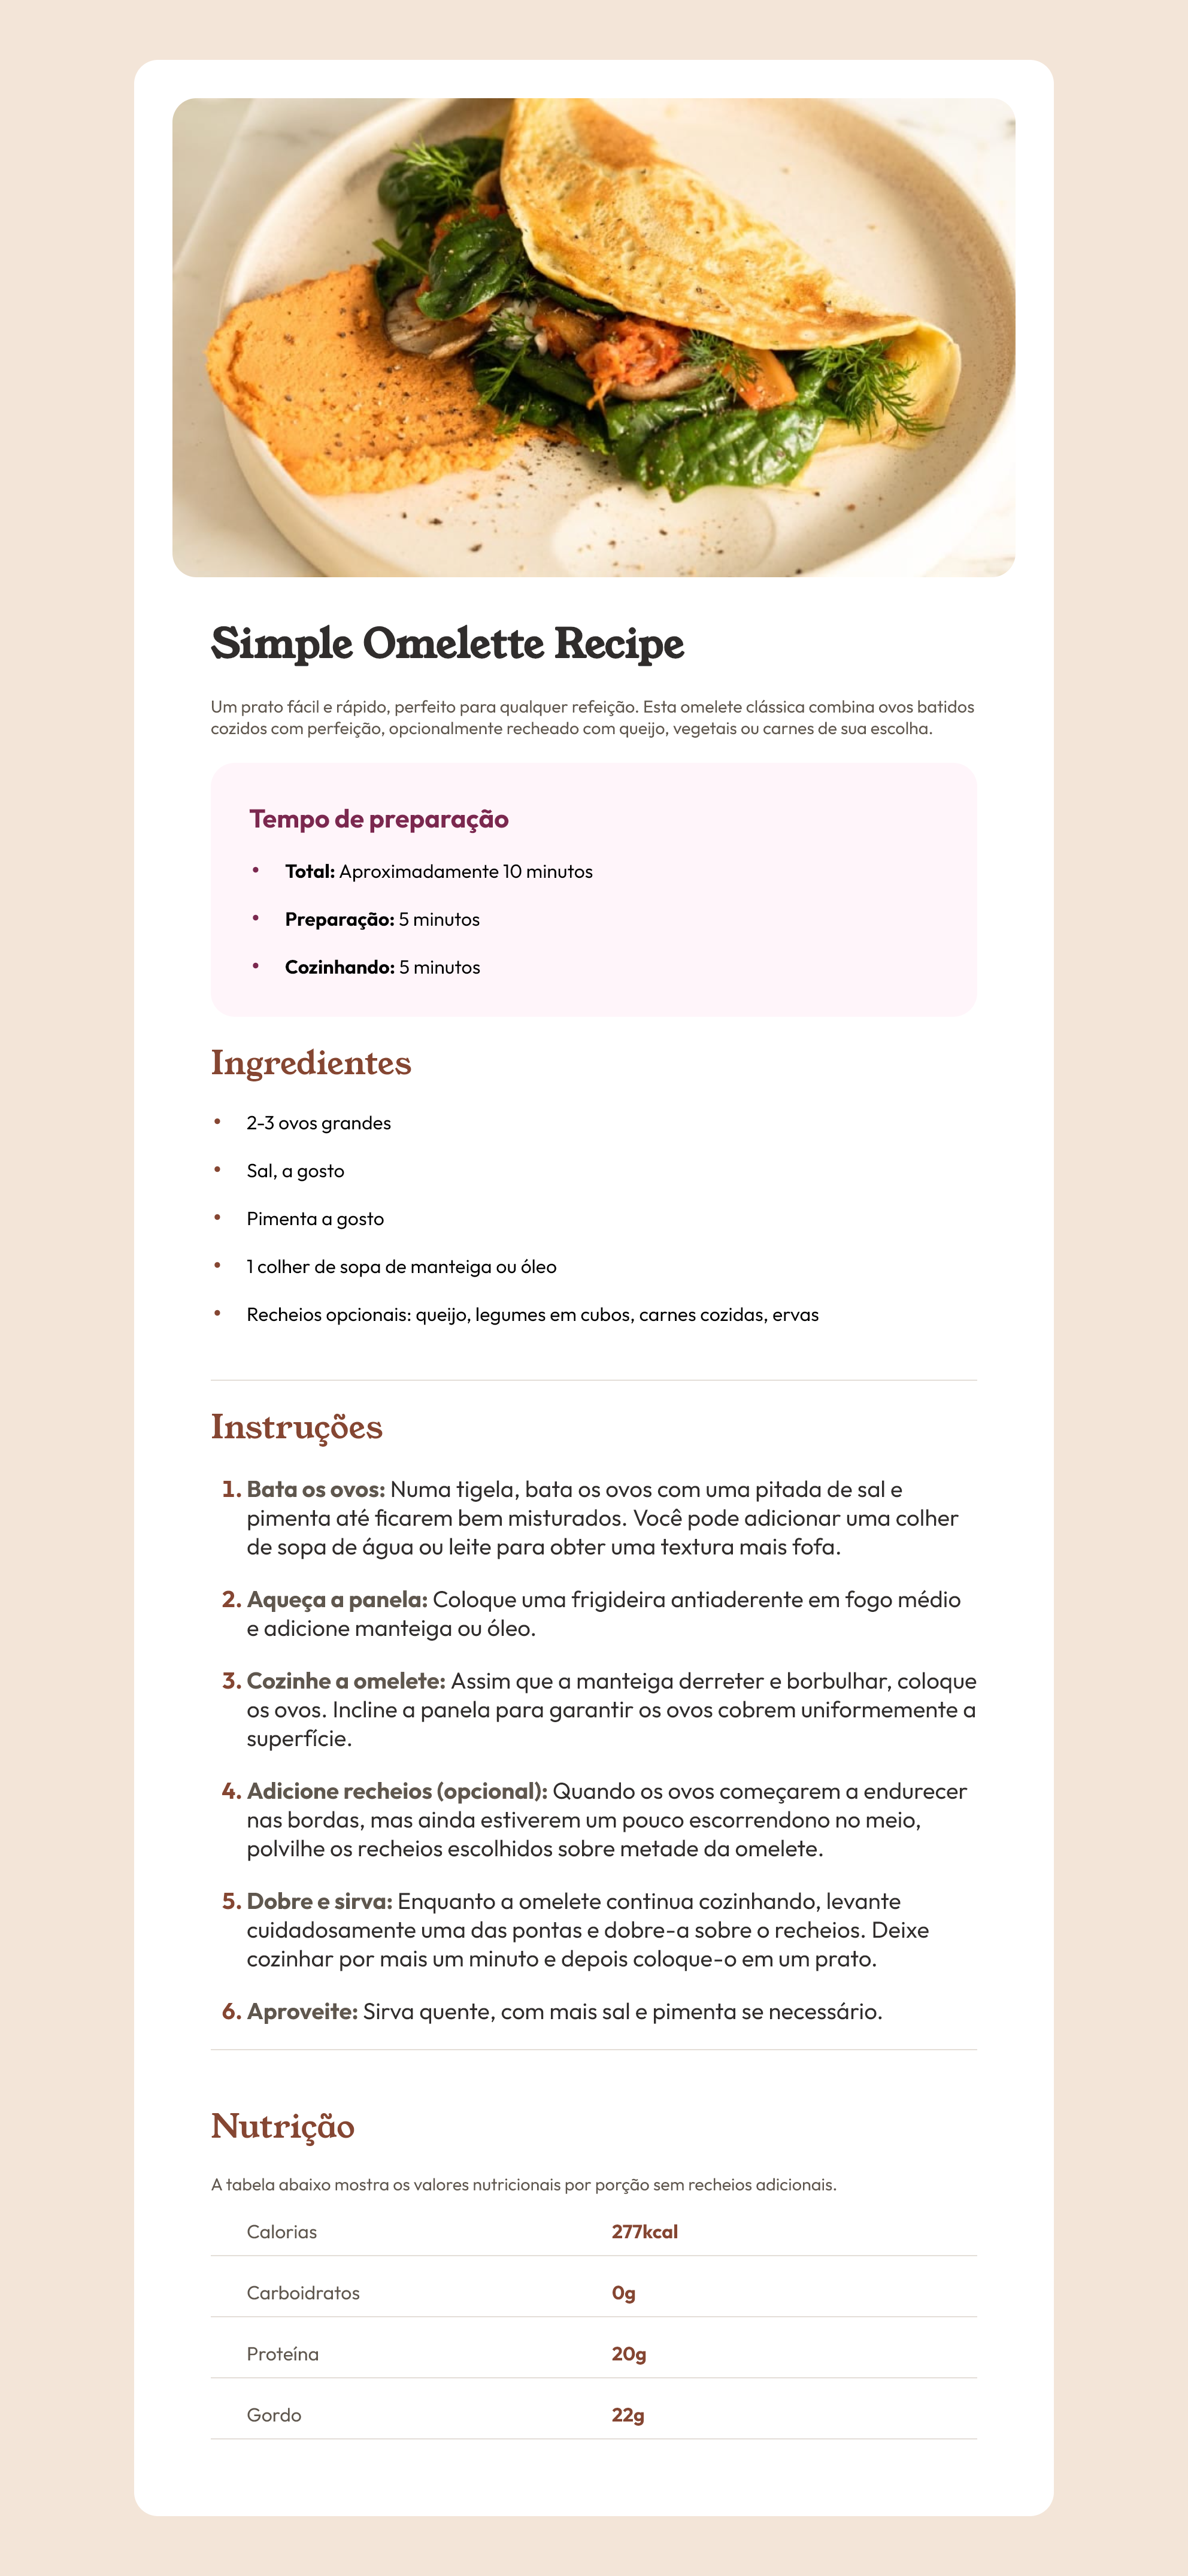 Simple Omelette Recipe
Um prato fácil e rápido, perfeito para qualquer refeição. Esta omelete clássica combina ovos batidos
cozidos com perfeição, opcionalmente recheado com queijo, vegetais ou carnes de sua escolha.
Tempo de preparação
• Total: Aproximadamente 10 minutos
• Preparação: 5 minutos
• Cozinhando: 5 minutos
Ingredientes
• 2-3 ovos grandes
• Sal, a gosto
• Pimenta a gosto
• 1 colher de sopa de manteiga ou óleo
• Recheios opcionais: queijo, legumes em cubos, carnes cozidas, ervas
Instruções
1. Bata os ovos: Numa tigela, bata os ovos com uma pitada de sal e
pimenta até ficarem bem misturados. Você pode adicionar uma colher
de sopa de água ou leite para obter uma textura mais fofa.
2. Aqueça a panela: Coloque uma frigideira antiaderente em fogo médio
e adicione manteiga ou óleo.
3. Cozinhe a omelete: Assim que a manteiga derreter e borbulhar, coloque
os ovos. Incline a panela para garantir os ovos cobrem uniformemente a
superfície.
4. Adicione recheios (opcional): Quando os ovos começarem a endurecer
nas bordas, mas ainda estiverem um pouco escorrendono no meio,
polvilhe os recheios escolhidos sobre metade da omelete.
5. Dobre e sirva: Enquanto a omelete continua cozinhando, levante
cuidadosamente uma das pontas e dobre-a sobre o recheios. Deixe
cozinhar por mais um minuto e depois coloque-o em um prato.
6. Aproveite: Sirva quente, com mais sal e pimenta se necessário.
Nutrição
A tabela abaixo mostra os valores nutricionais por porção sem recheios adicionais.
Calorias 277kcal
Carboidratos 0g
Proteína 20g
Gordo 22g